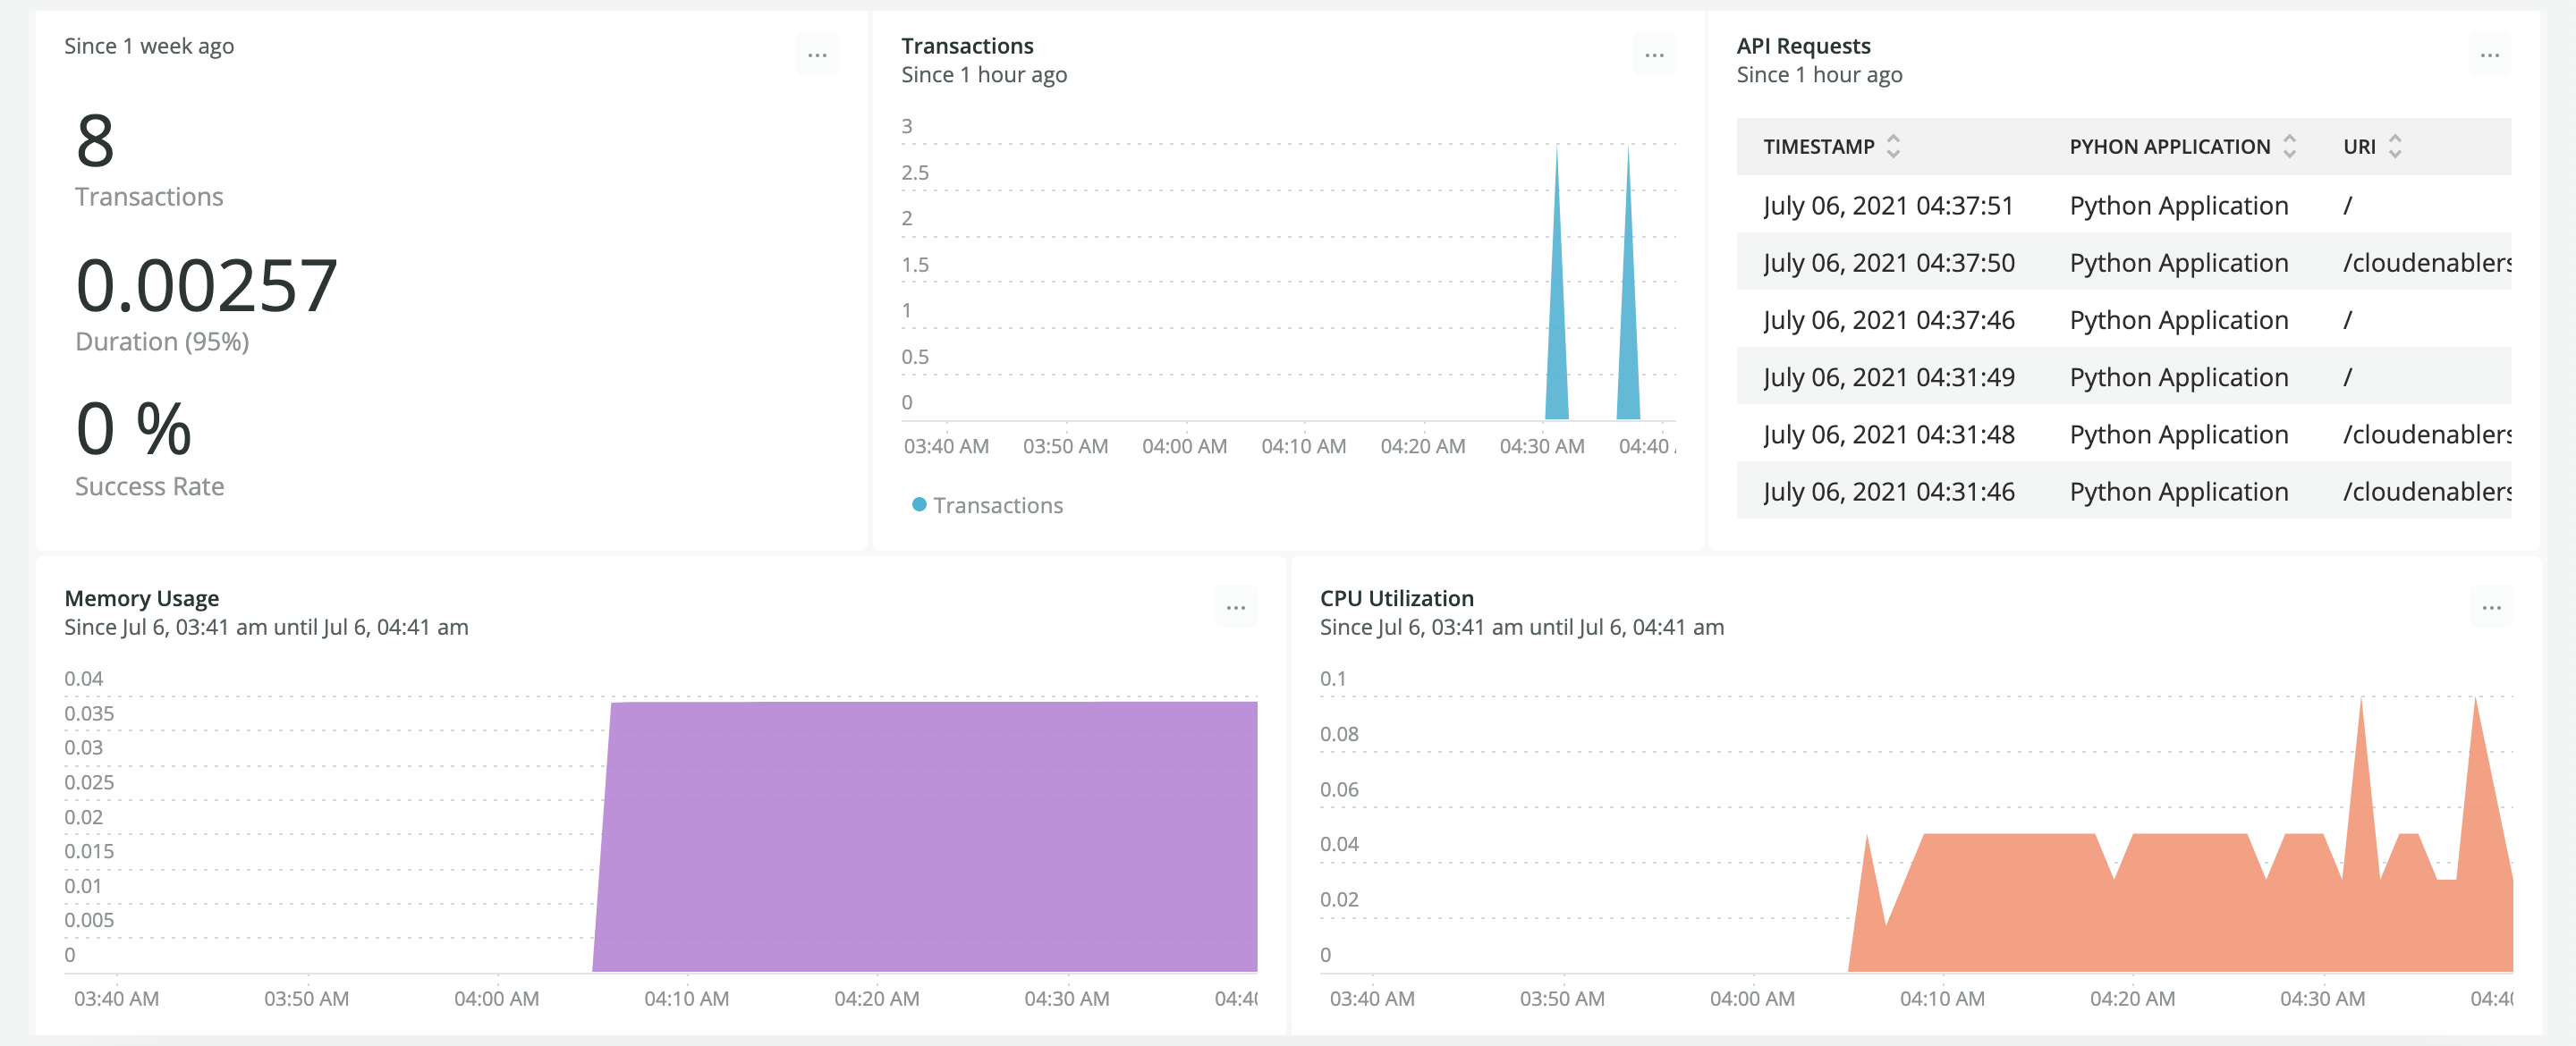 Since 1 week ago
...
8
Transactions
0.00257
Duration (95%)
0 %
Success Rate
Transactions
...
Since 1 hour ago
3
2.5
2
1.5
1
0.5
0
03:40 AM 03:50 AM 04:00 AM 04:10 AM 04:20 AM 04:30 AM 04:40
Transactions
API Requests
...
Since 1 hour ago
TIMESTAMP PYHON APPLICATION URI
July 06, 2021 04:37:51 Python Application /
July 06, 2021 04:37:50 Python Application /cloudenablers
July 06, 2021 04:37:46 Python Application /
July 06, 2021 04:31:49 Python Application /
July 06, 2021 04:31:48 Python Application /cloudenablers
July 06, 2021 04:31:46 Python Application /cloudenablers
Memory Usage
...
Since Jul 6, 03:41 am until Jul 6, 04:41 am
0.04
0.035
0.03
0.025
0.02
0.015
0.01
0.005
0
03:40 AM 03:50 AM 04:00 AM 04:10 AM 04:20 AM 04:30 AM 04:4
CPU Utilization
...
Since Jul 6, 03:41 am until Jul 6, 04:41 am
0.1
0.08
0.06
0.04
0.02
0
03:40 AM 03:50 AM 04:00 AM 04:10 AM 04:20 AM 04:30 AM 04:4